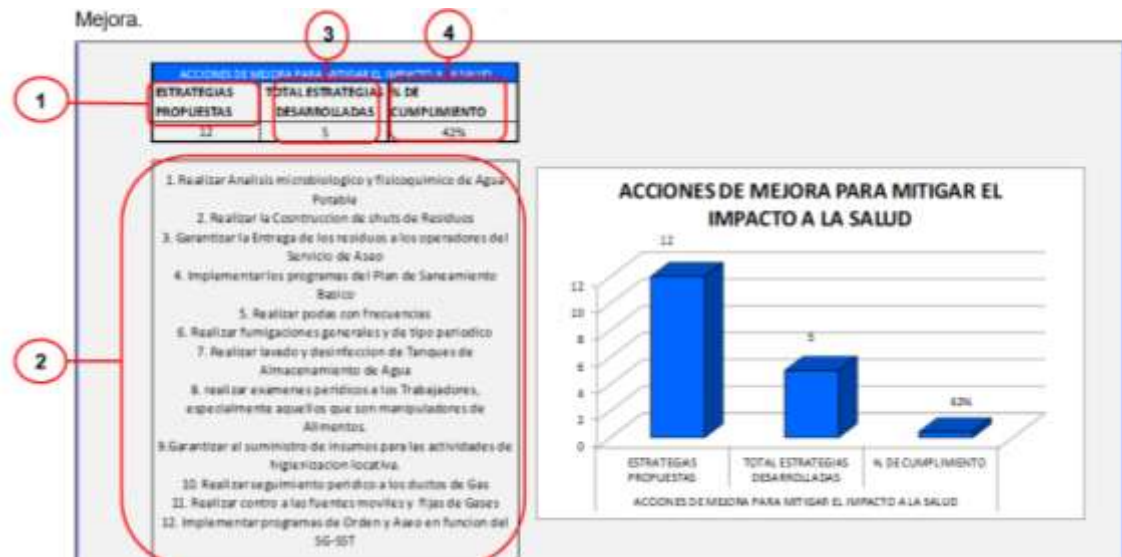 Mejora.
3
4
ACCIONES DE MEJORA PARA MITIGAR EL IMPACTO A LA SALUD
1
ESTRATEGIAS PROPUESTAS
TOTAL ESTRATEGIAS DESARROLLADAS
% DE CUMPLIMIENTO
12
5
42%
2
1. Realizar Analisis microbiologico y fisicoquimico de Agua
Potable
2. Realizar la Cosntruccion de shuts de Residuos
3. Garantizar la Entraga de los residuos a los operadores del
Servicio de Aseo
4. Implementar los programas del Plan de Saneamiento
Basico
5. Realizar podas con frecuencias
6. Realizar fumigaciones generales y de tipo periodico
7. Realizar lavado y desinfeccion de Tanques de
Almacenamiento de Agua
8. realizar examenes peridicos a los Trabajadores,
especialmente aquellos que son manipuladores de
Alimentos.
9.Garantizar el suministro de insumos para las actividades de
higienizacion locativa.
10. Realizar seguimiento peridico a los ductos de Gas
11. Realizar contro a las fuentes moviles y fijas de Gases
12. Implementar programas de Orden y Aseo en funcion del
SG-SST
ACCIONES DE MEJORA PARA MITIGAR EL
IMPACTO A LA SALUD
12
5
42%
12
10
8
6
4
2
0
ESTRATEGIAS PROPUESTAS
TOTAL ESTRATEGIAS DESARROLLADAS
% DE CUMPLIMIENTO
ACCIONES DE MEJORA PARA MITIGAR EL IMPACTO A LA SALUD